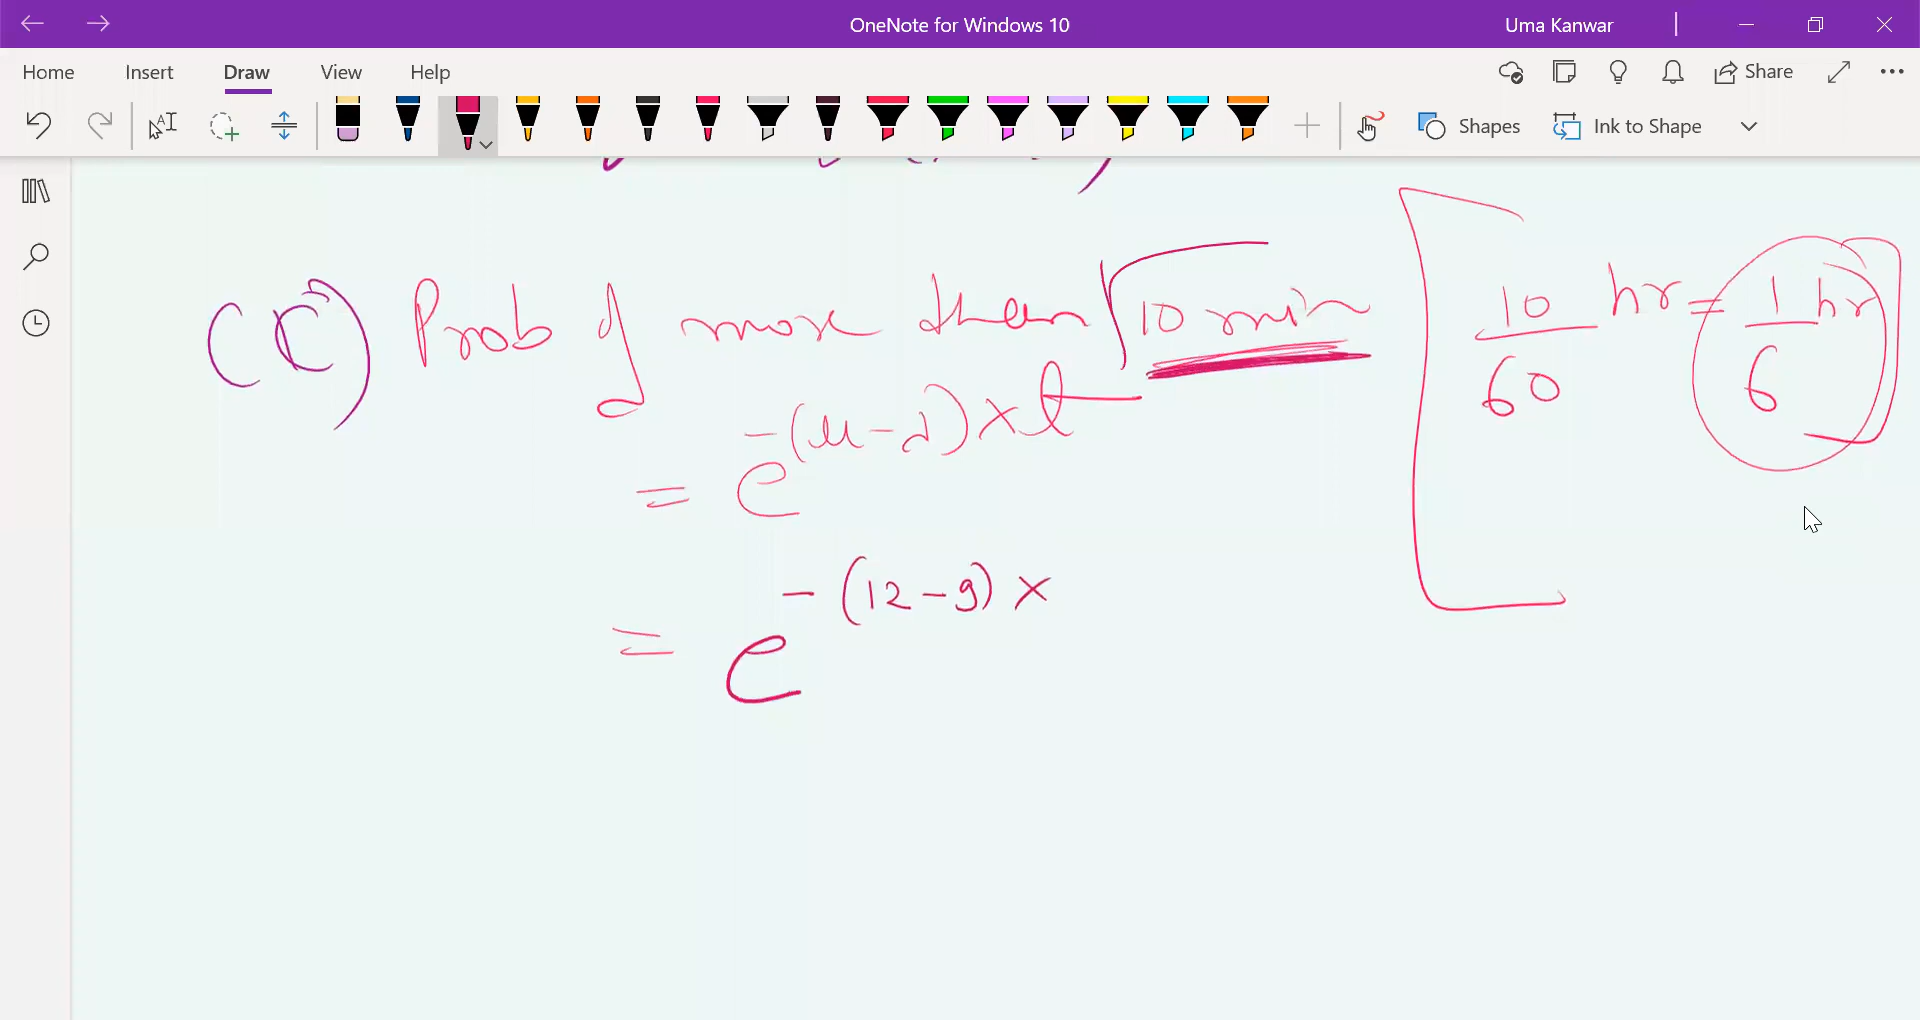 OneNote for Windows 10
Uma Kanwar
Home Insert Draw View Help
Share
Shapes
Ink to Shape
(C) Prob of more than 10 min
= e^{-(μ-λ)×t}
= e^{-(12-9)×}
10/60 hr = 1/6 hr